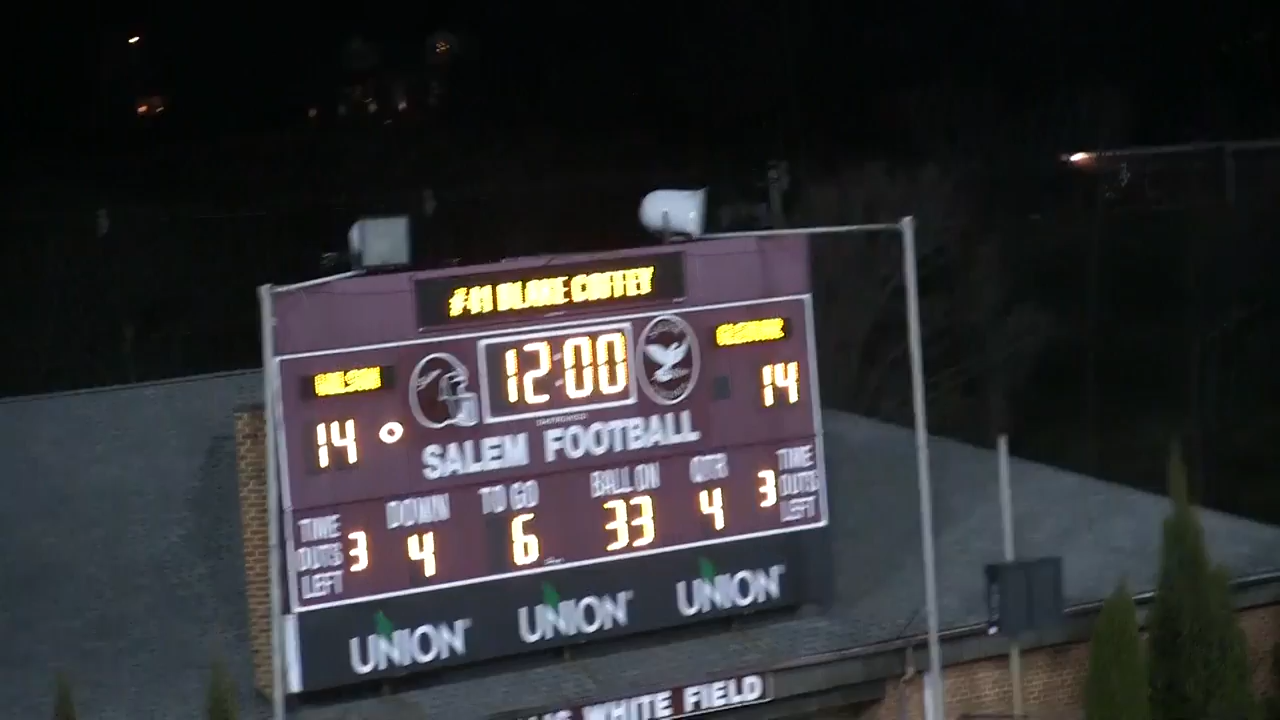 #41 BLAKE COFFEY
WILSON
12:00
14
14
SALEM FOOTBALL
TIME OUTS LEFT 3
DOWN 4
TO GO 6
BALL ON 33
QTR 4
3 TIME OUTS LEFT
UNION UNION UNION
WHITE FIELD